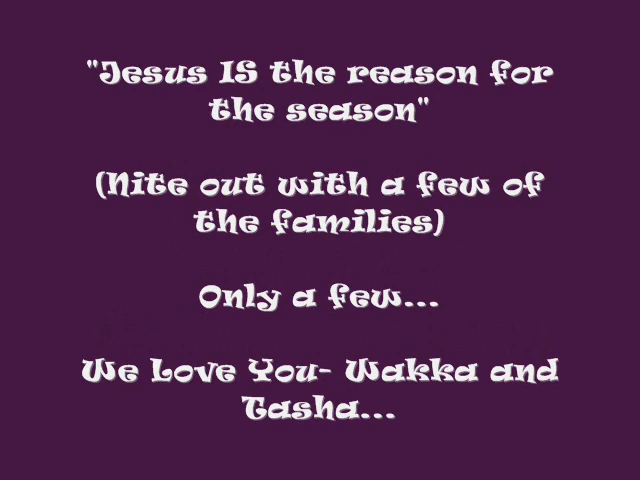 "Jesus IS the reason for
the season"
(Nite out with a few of
the families)
Only a few...
We Love You- Wakka and
Tasha...